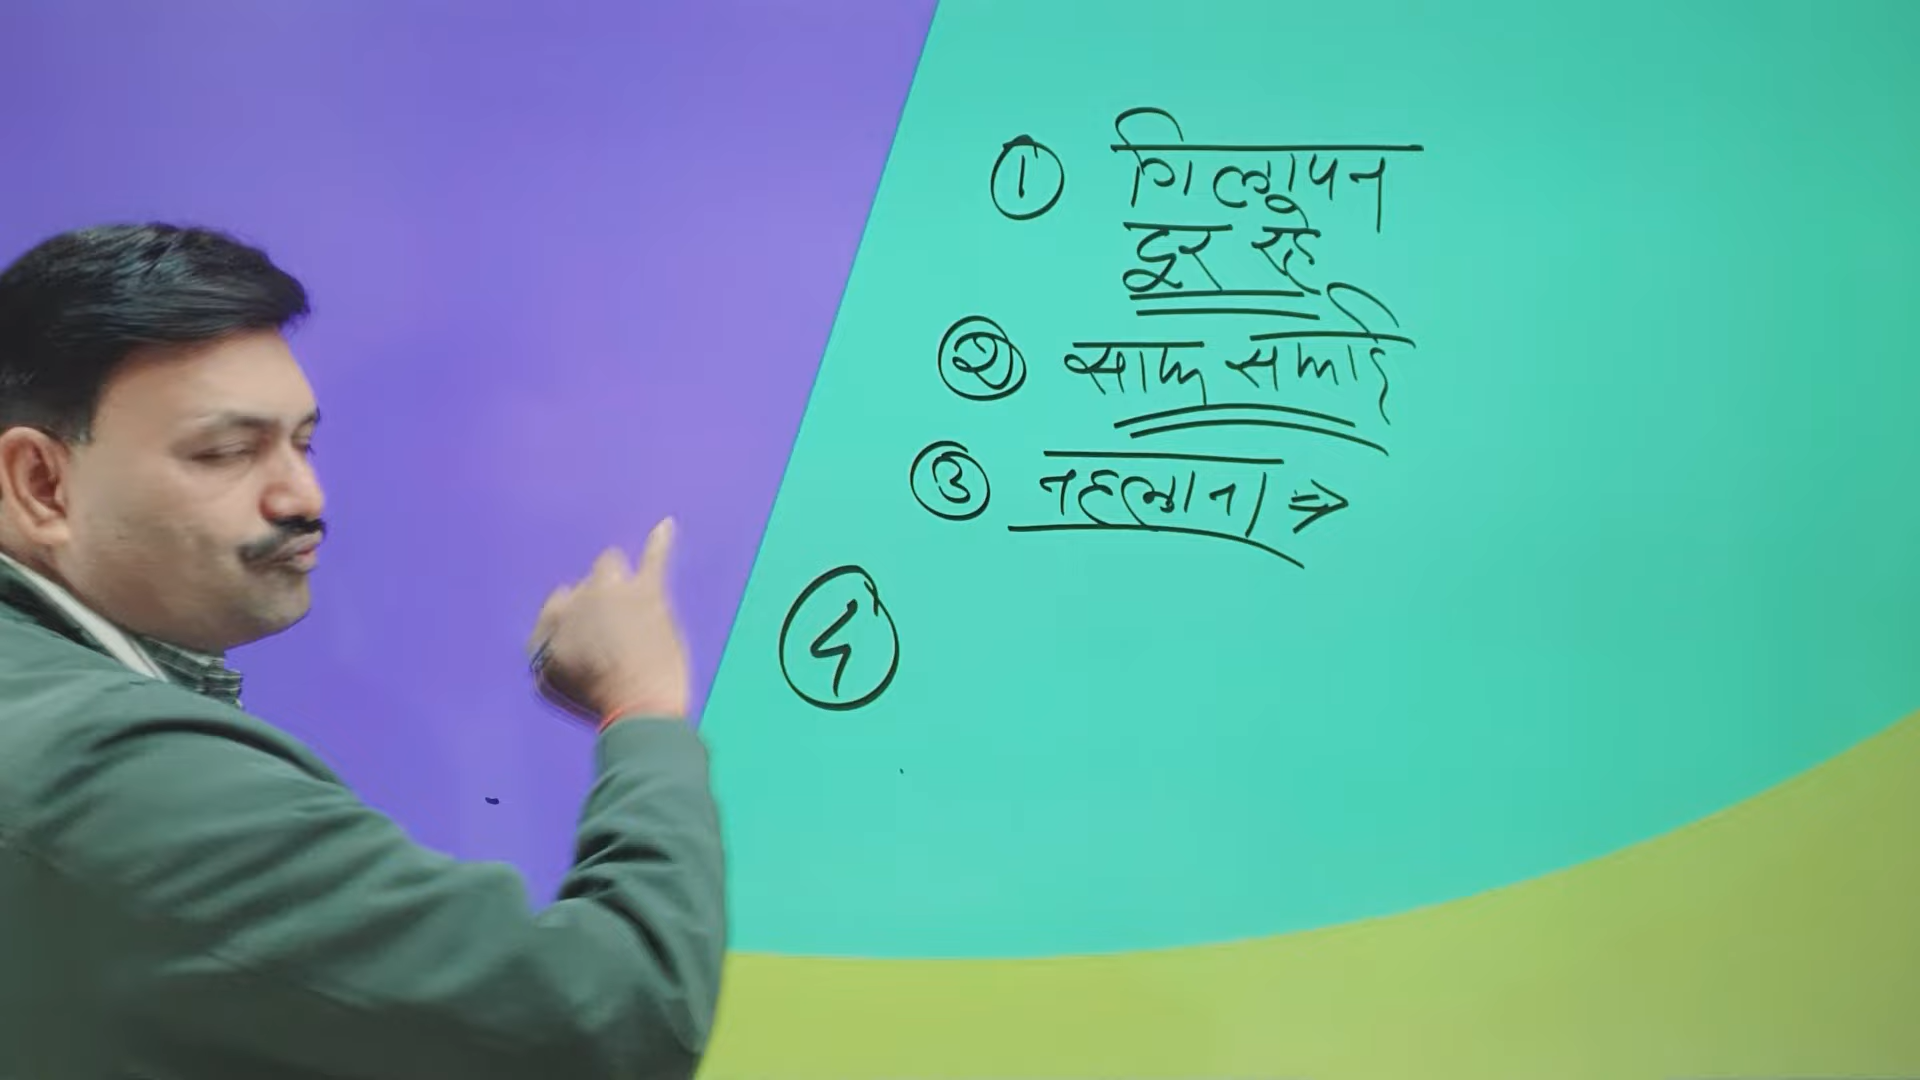 ① गिलापन
दूर रहे
② साफ सफाई
③ नहलाना ⇒
④